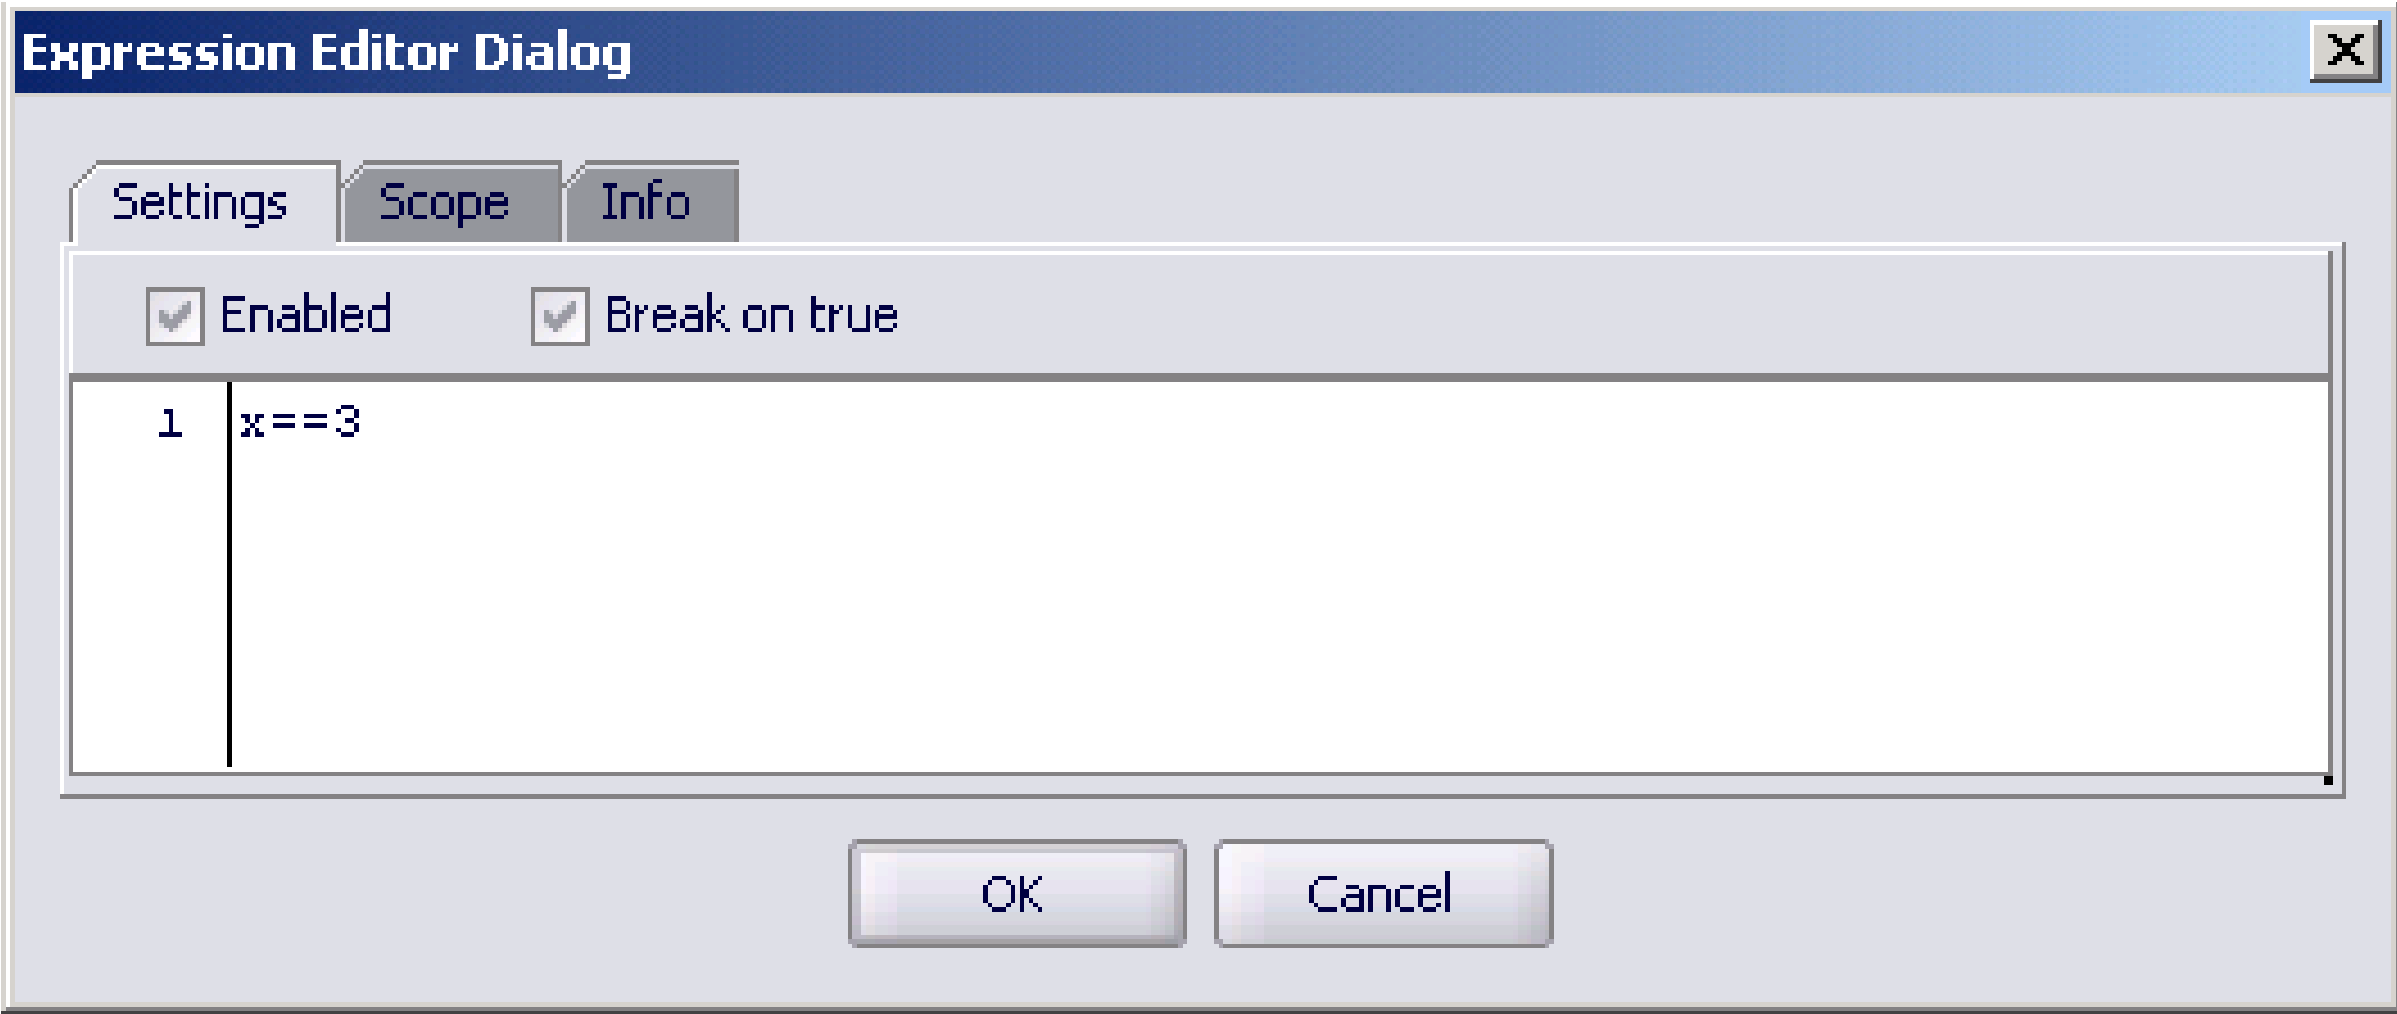 Expression Editor Dialog
Settings Scope Info
Enabled Break on true
1 x==3
OK Cancel